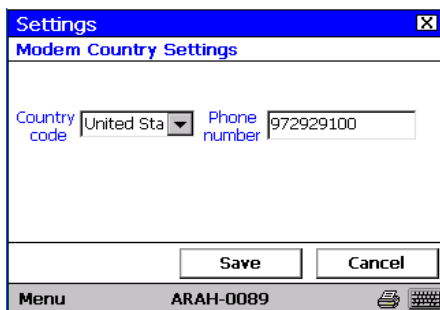 Settings
Modem Country Settings
Country code United Sta Phone number 972929100
Save Cancel
Menu ARAH-0089